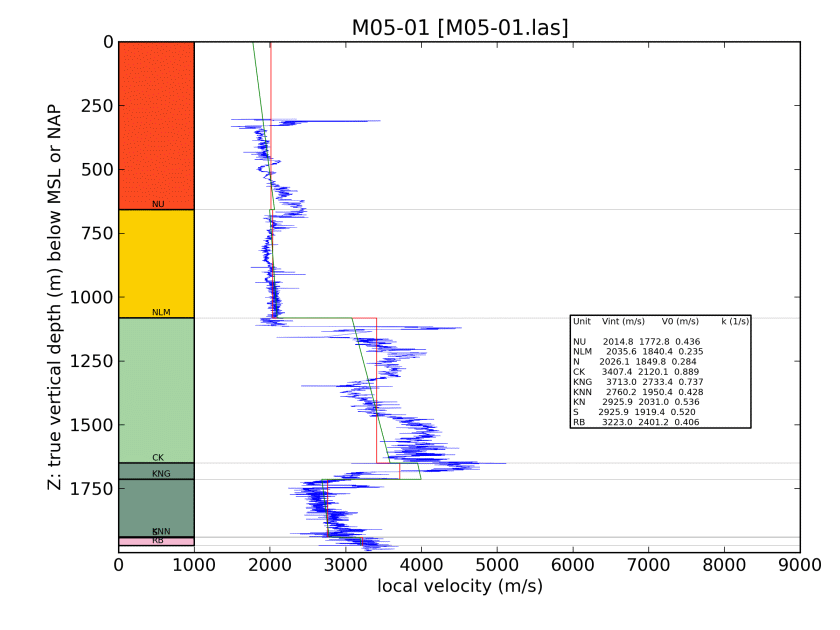 M05-01 [M05-01.las]
Z: true vertical depth (m) below MSL or NAP
0
250
500
750
1000
1250
1500
1750
NU
NLM
CK
KNG
KNN
RB
Unit Vint (m/s) V0 (m/s) k (1/s)
NU 2014.8 1772.8 0.436
NLM 2035.6 1840.4 0.235
N 2026.1 1849.8 0.284
CK 3407.4 2120.1 0.889
KNG 3713.0 2733.4 0.737
KNN 2760.2 1950.4 0.428
KN 2925.9 2031.0 0.536
S 2925.9 1919.4 0.520
RB 3223.0 2401.2 0.406
0 1000 2000 3000 4000 5000 6000 7000 8000 9000
local velocity (m/s)